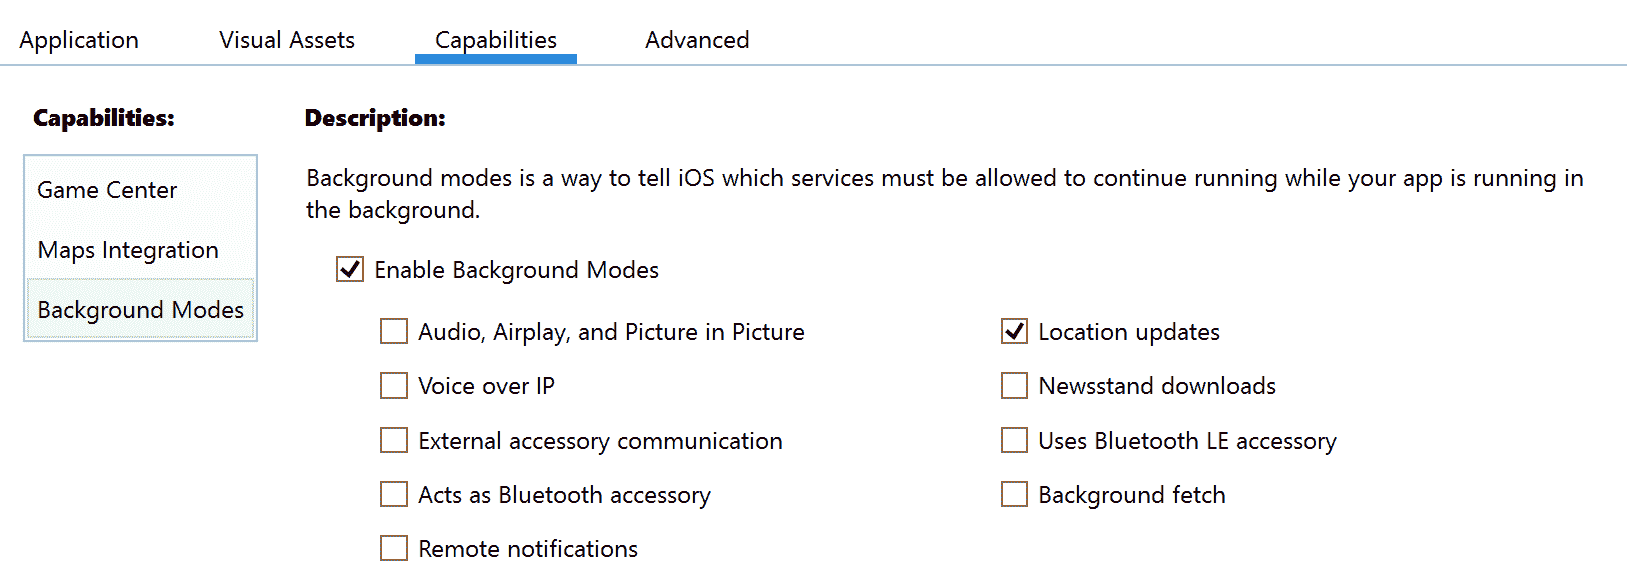 Application Visual Assets Capabilities Advanced
Capabilities:
Game Center
Maps Integration
Background Modes
Description:
Background modes is a way to tell iOS which services must be allowed to continue running while your app is running in
the background.
Enable Background Modes
Audio, Airplay, and Picture in Picture
Voice over IP
External accessory communication
Acts as Bluetooth accessory
Remote notifications
Location updates
Newsstand downloads
Uses Bluetooth LE accessory
Background fetch